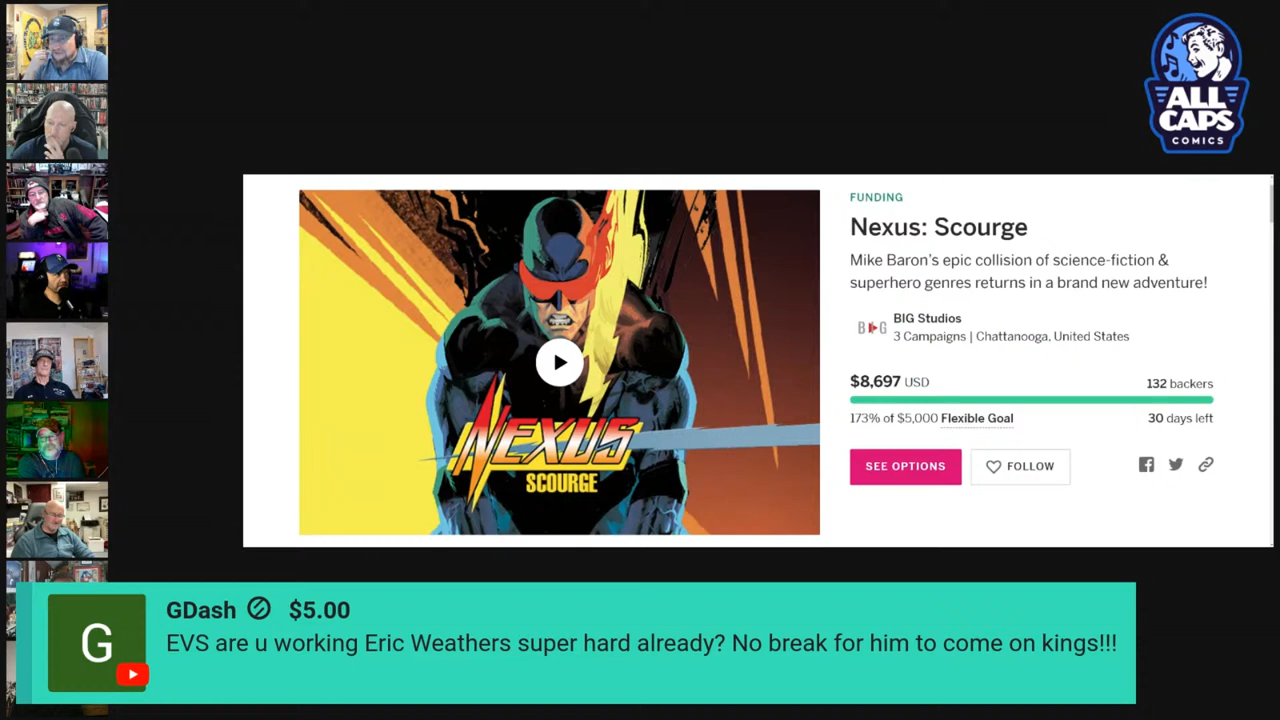 ALL
CAPS
COMICS
FUNDING
Nexus: Scourge
Mike Baron's epic collision of science-fiction &
superhero genres returns in a brand new adventure!
BIG
BIG Studios
3 Campaigns | Chattanooga, United States
$8,697 USD
132 backers
173% of $5,000 Flexible Goal
30 days left
SEE OPTIONS
FOLLOW
NEXUS
SCOURGE
G
GDash $5.00
EVS are u working Eric Weathers super hard already? No break for him to come on kings!!!